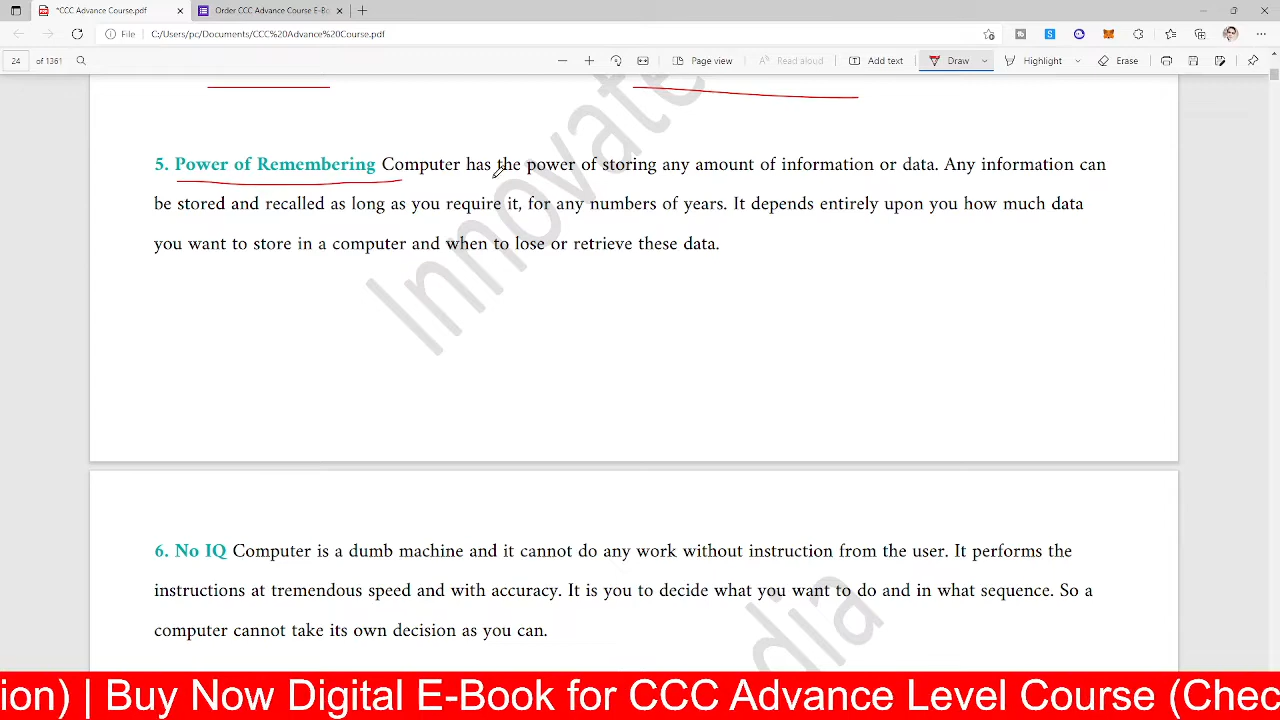 *CCC Advance Course.pdf
Order CCC Advance Course E-Bo
File
C:/Users/pc/Documents/CCC%20Advance%20Course.pdf
24 of 1361
Page view
Read aloud
Add text
Draw
Highlight
Erase
5. Power of Remembering Computer has the power of storing any amount of information or data. Any information can
be stored and recalled as long as you require it, for any numbers of years. It depends entirely upon you how much data
you want to store in a computer and when to lose or retrieve these data.
Innovate
6. No IQ Computer is a dumb machine and it cannot do any work without instruction from the user. It performs the
instructions at tremendous speed and with accuracy. It is you to decide what you want to do and in what sequence. So a
computer cannot take its own decision as you can.
dia
ion) | Buy Now Digital E-Book for CCC Advance Level Course (Chec